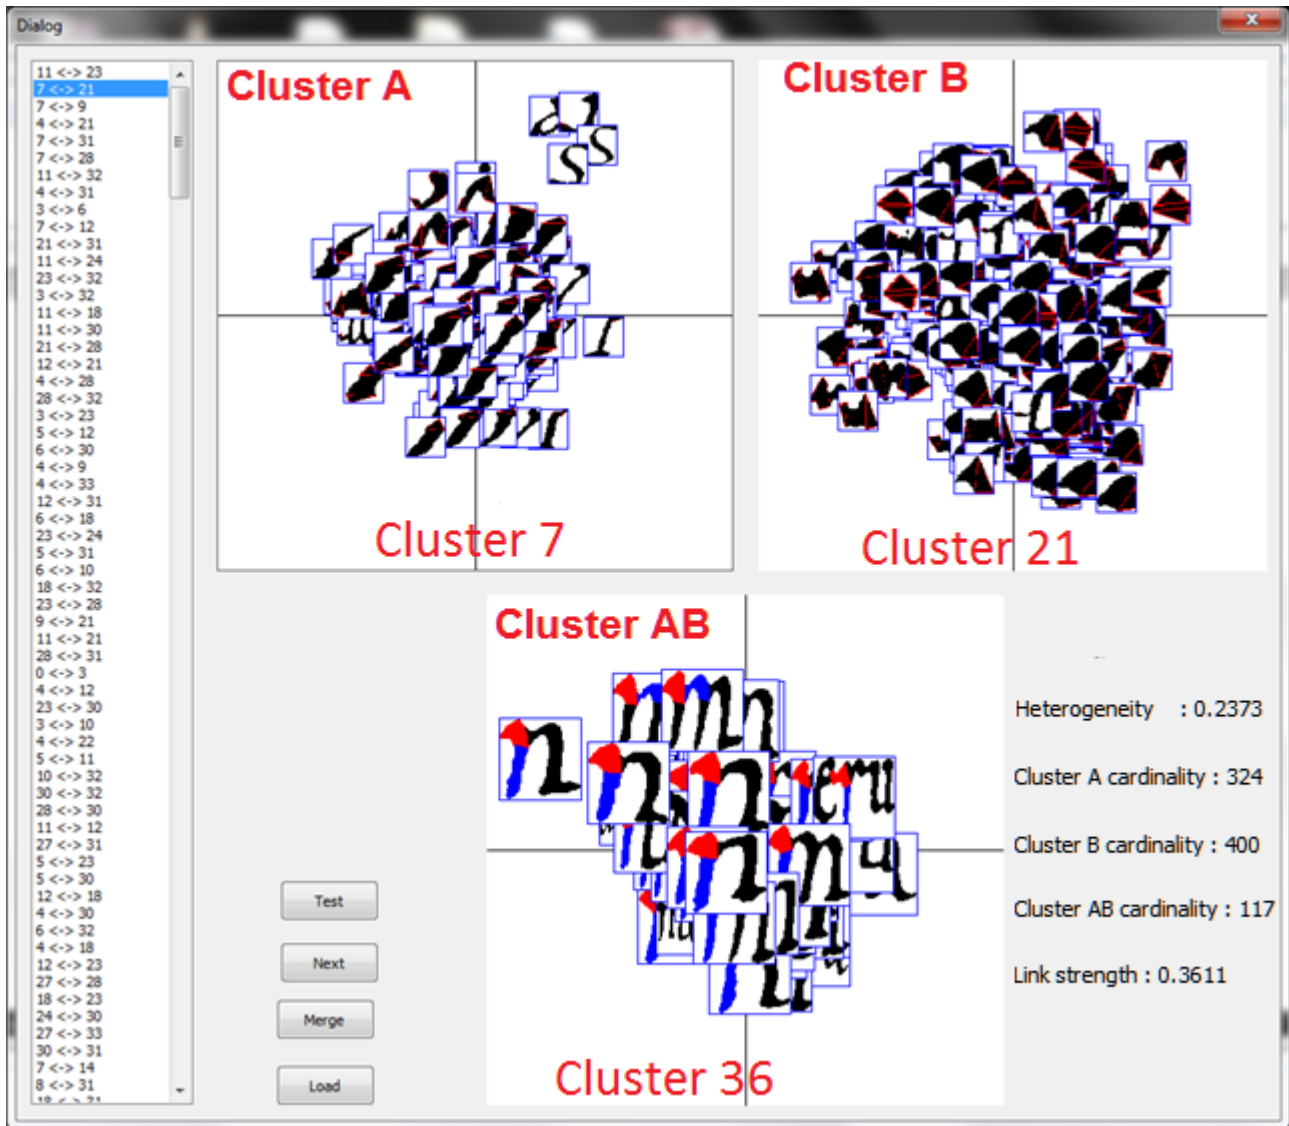 Dialog
11 <-> 23
7 <-> 21
7 <-> 9
4 <-> 21
7 <-> 31
7 <-> 28
11 <-> 32
4 <-> 31
3 <-> 6
7 <-> 12
21 <-> 31
11 <-> 24
23 <-> 32
3 <-> 32
11 <-> 18
11 <-> 30
21 <-> 28
12 <-> 21
4 <-> 28
28 <-> 32
3 <-> 23
5 <-> 12
6 <-> 30
4 <-> 9
4 <-> 33
12 <-> 31
6 <-> 18
23 <-> 24
5 <-> 31
6 <-> 10
18 <-> 32
23 <-> 28
9 <-> 21
11 <-> 21
28 <-> 31
0 <-> 3
4 <-> 12
23 <-> 30
3 <-> 10
4 <-> 22
5 <-> 11
10 <-> 32
30 <-> 32
28 <-> 30
11 <-> 12
27 <-> 31
5 <-> 23
5 <-> 30
12 <-> 18
4 <-> 30
6 <-> 32
4 <-> 18
12 <-> 23
27 <-> 28
18 <-> 23
24 <-> 30
27 <-> 33
30 <-> 31
7 <-> 14
8 <-> 31
Cluster A
Cluster 7
Cluster B
Cluster 21
Cluster AB
Cluster 36
Heterogeneity : 0.2373
Cluster A cardinality : 324
Cluster B cardinality : 400
Cluster AB cardinality : 117
Link strength : 0.3611
Test
Next
Merge
Load